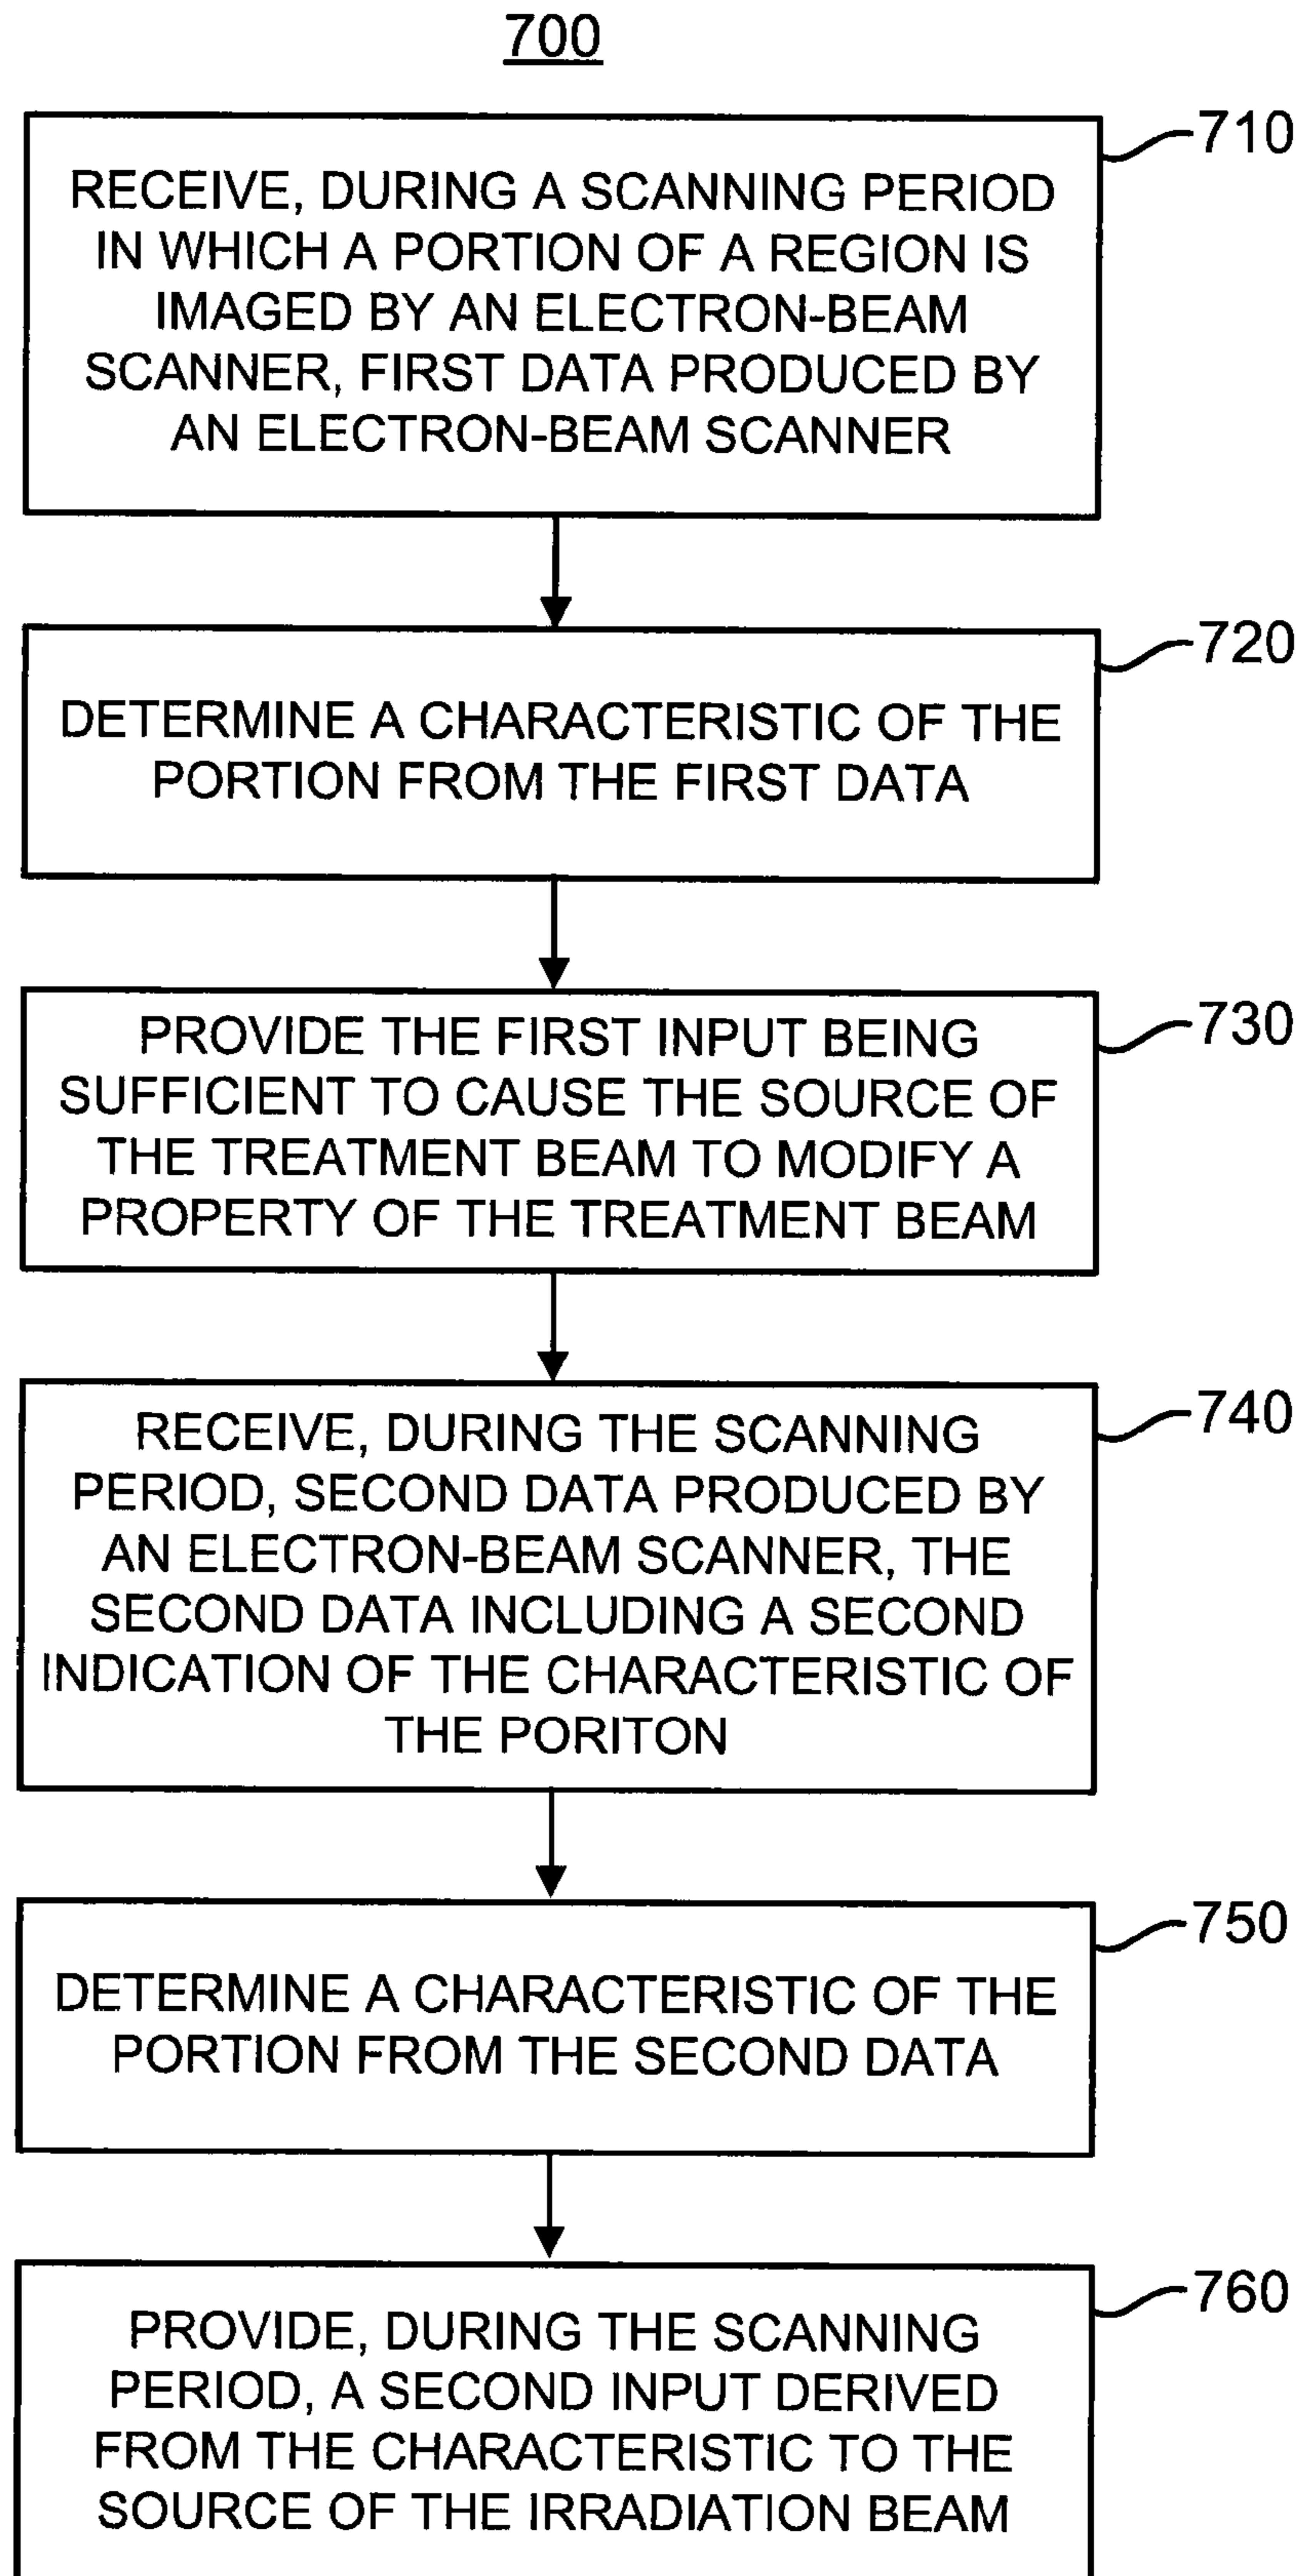 700
710
RECEIVE, DURING A SCANNING PERIOD
IN WHICH A PORTION OF A REGION IS
IMAGED BY AN ELECTRON-BEAM
SCANNER, FIRST DATA PRODUCED BY
AN ELECTRON-BEAM SCANNER
720
DETERMINE A CHARACTERISTIC OF THE
PORTION FROM THE FIRST DATA
730
PROVIDE THE FIRST INPUT BEING
SUFFICIENT TO CAUSE THE SOURCE OF
THE TREATMENT BEAM TO MODIFY A
PROPERTY OF THE TREATMENT BEAM
740
RECEIVE, DURING THE SCANNING
PERIOD, SECOND DATA PRODUCED BY
AN ELECTRON-BEAM SCANNER, THE
SECOND DATA INCLUDING A SECOND
INDICATION OF THE CHARACTERISTIC OF
THE PORITON
750
DETERMINE A CHARACTERISTIC OF THE
PORTION FROM THE SECOND DATA
760
PROVIDE, DURING THE SCANNING
PERIOD, A SECOND INPUT DERIVED
FROM THE CHARACTERISTIC TO THE
SOURCE OF THE IRRADIATION BEAM